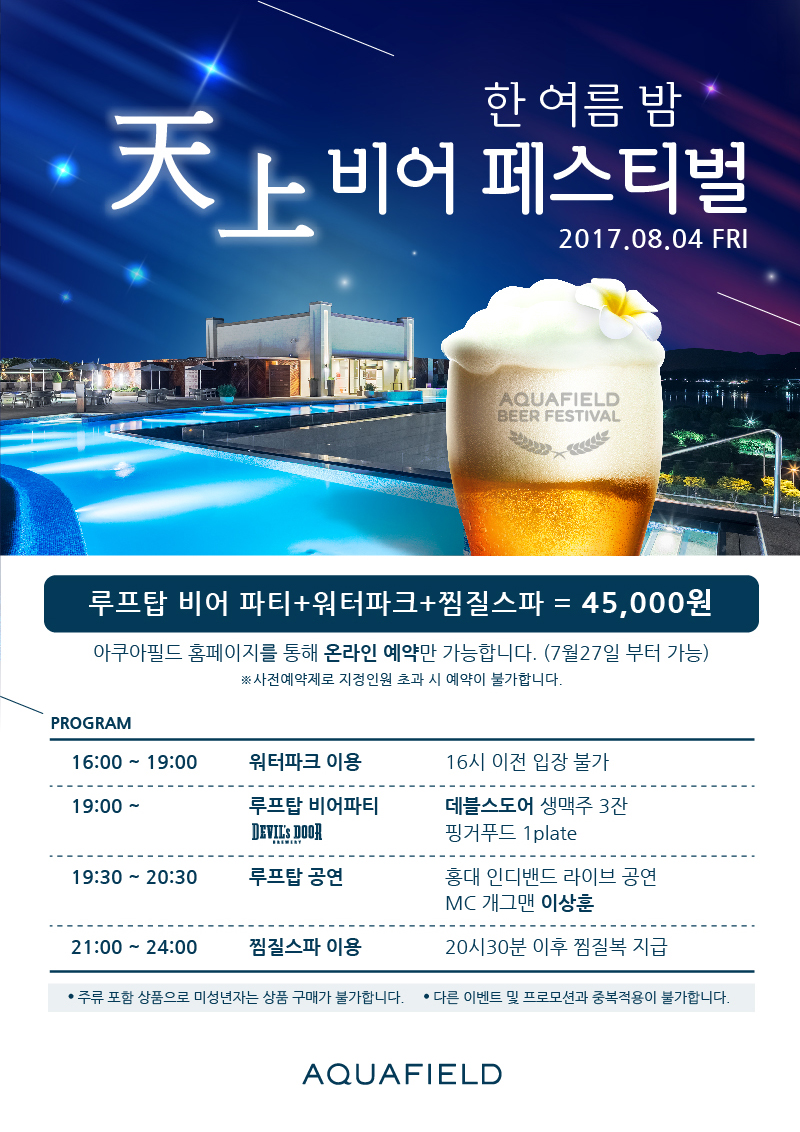 한 여름 밤
天上 비어 페스티벌
2017.08.04 FRI
AQUAFIELD
BEER FESTIVAL
루프탑 비어 파티+워터파크+찜질스파 = 45,000원
아쿠아필드 홈페이지를 통해 온라인 예약만 가능합니다. (7월27일 부터 가능)
※사전예약제로 지정인원 초과 시 예약이 불가합니다.
PROGRAM
16:00 ~ 19:00 워터파크 이용 16시 이전 입장 불가
19:00 ~ 루프탑 비어파티 데블스도어 생맥주 3잔
DEVIL's DOOR 핑거푸드 1plate
BREWERY
19:30 ~ 20:30 루프탑 공연 홍대 인디밴드 라이브 공연
MC 개그맨 이상훈
21:00 ~ 24:00 찜질스파 이용 20시30분 이후 찜질복 지급
• 주류 포함 상품으로 미성년자는 상품 구매가 불가합니다. • 다른 이벤트 및 프로모션과 중복적용이 불가합니다.
AQUAFIELD